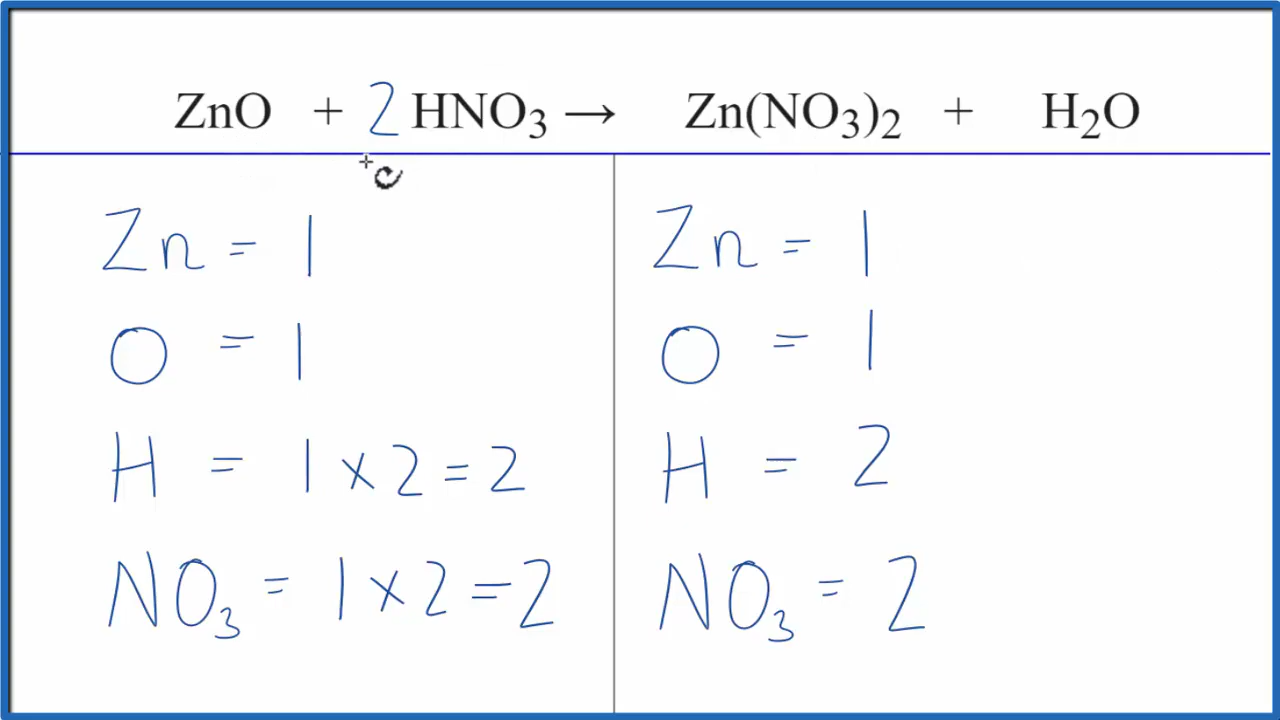 ZnO + 2 HNO₃ → Zn(NO₃)₂ + H₂O
Zn = 1
O = 1
H = 1 x 2 = 2
NO₃ = 1 x 2 = 2
Zn = 1
O = 1
H = 2
NO₃ = 2